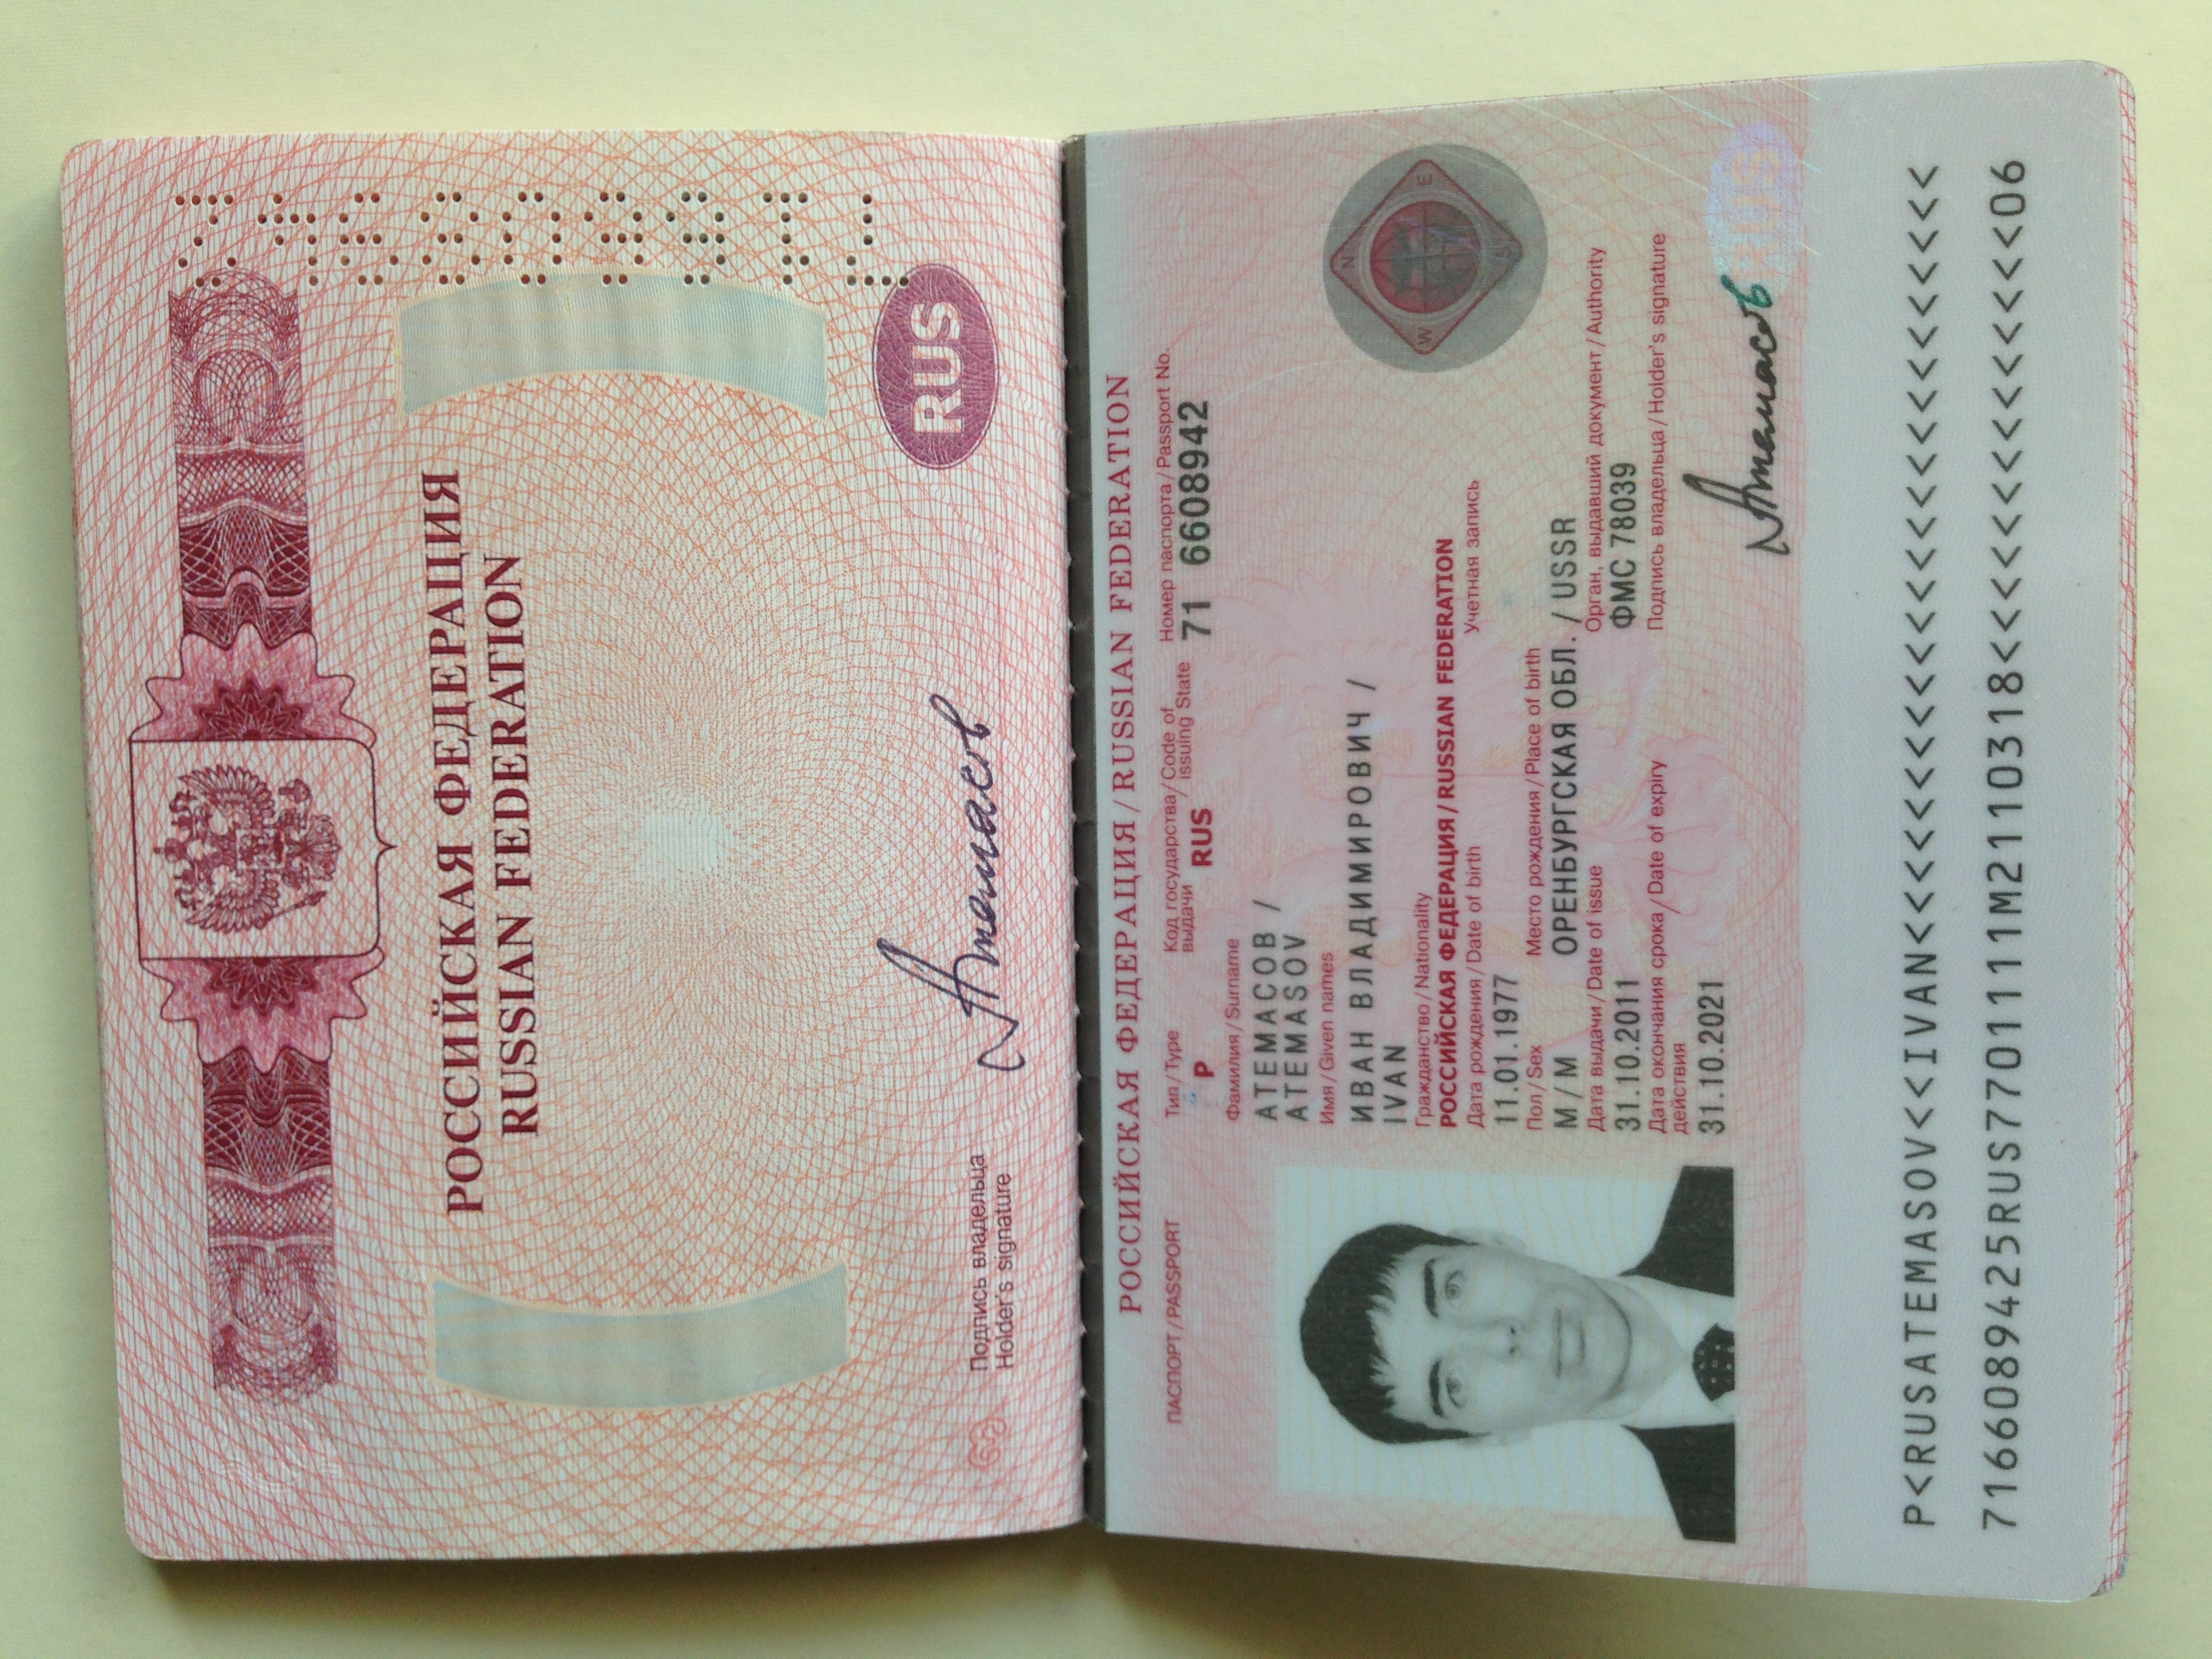 РОССИЙСКАЯ ФЕДЕРАЦИЯ
RUSSIAN FEDERATION
71№6608942
Подпись владельца
Holder's signature
Атемасов
RUS
РОССИЙСКАЯ ФЕДЕРАЦИЯ / RUSSIAN FEDERATION
ПАСПОРТ / PASSPORT
Тип / Type
Код государства / Code of
выдачи issuing State
Номер паспорта / Passport No.
P
RUS
71 6608942
Фамилия / Surname
АТЕМАСОВ /
ATEMASOV
Имя / Given names
ИВАН ВЛАДИМИРОВИЧ /
IVAN
Гражданство / Nationality
РОССИЙСКАЯ ФЕДЕРАЦИЯ / RUSSIAN FEDERATION
Дата рождения / Date of birth
Учетная запись
11.01.1977
Пол / Sex
Место рождения / Place of birth
М / M
ОРЕНБУРГСКАЯ ОБЛ. / USSR
Дата выдачи / Date of issue
Орган, выдавший документ / Authority
31.10.2011
ФМС 78039
Дата окончания срока / Date of expiry
действия
Подпись владельца / Holder's signature
31.10.2021
Атемасов
RUS
N
W
E
S
P<RUSATEMASOV<<IVAN<<<<<<<<<<<<<<<<<<<<<<<<<
7166089425RUS7701111M2110318<<<<<<<<<<<<<<06